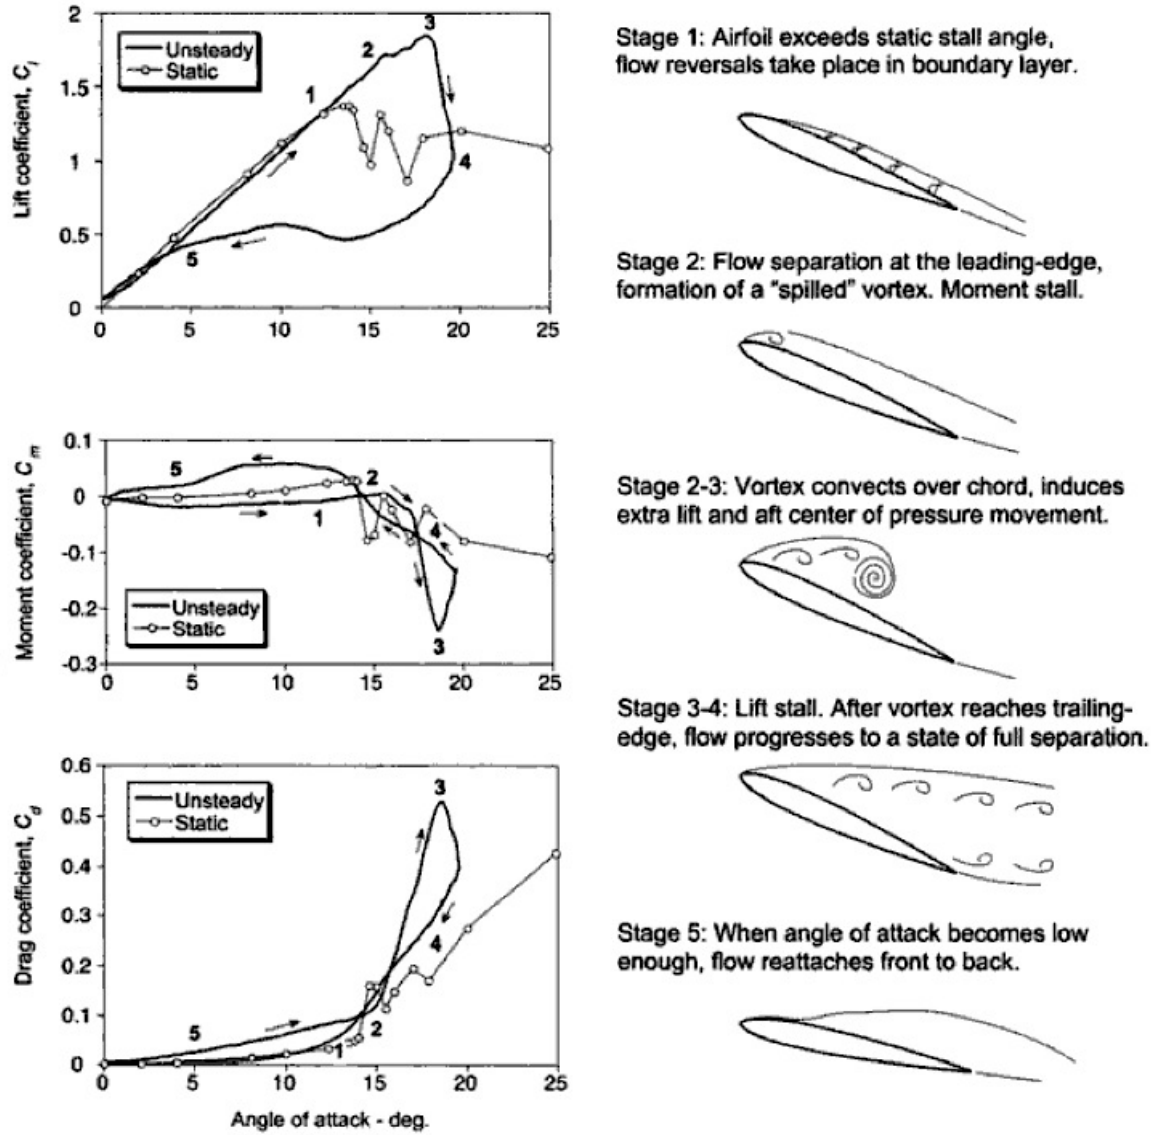 2
1.5
1
0.5
0
0
5
10
15
20
25
Lift coefficient, C_l
Unsteady
Static
1
2
3
4
5
0.1
0
-0.1
-0.2
-0.3
0
5
10
15
20
25
Moment coefficient, C_m
Unsteady
Static
5
1
2
4
3
0.6
0.5
0.4
0.3
0.2
0.1
0
0
5
10
15
20
25
Drag coefficient, C_d
Unsteady
Static
3
4
5
1
2
Angle of attack - deg.
Stage 1: Airfoil exceeds static stall angle,
flow reversals take place in boundary layer.
Stage 2: Flow separation at the leading-edge,
formation of a "spilled" vortex. Moment stall.
Stage 2-3: Vortex convects over chord, induces
extra lift and aft center of pressure movement.
Stage 3-4: Lift stall. After vortex reaches trailing-
edge, flow progresses to a state of full separation.
Stage 5: When angle of attack becomes low
enough, flow reattaches front to back.